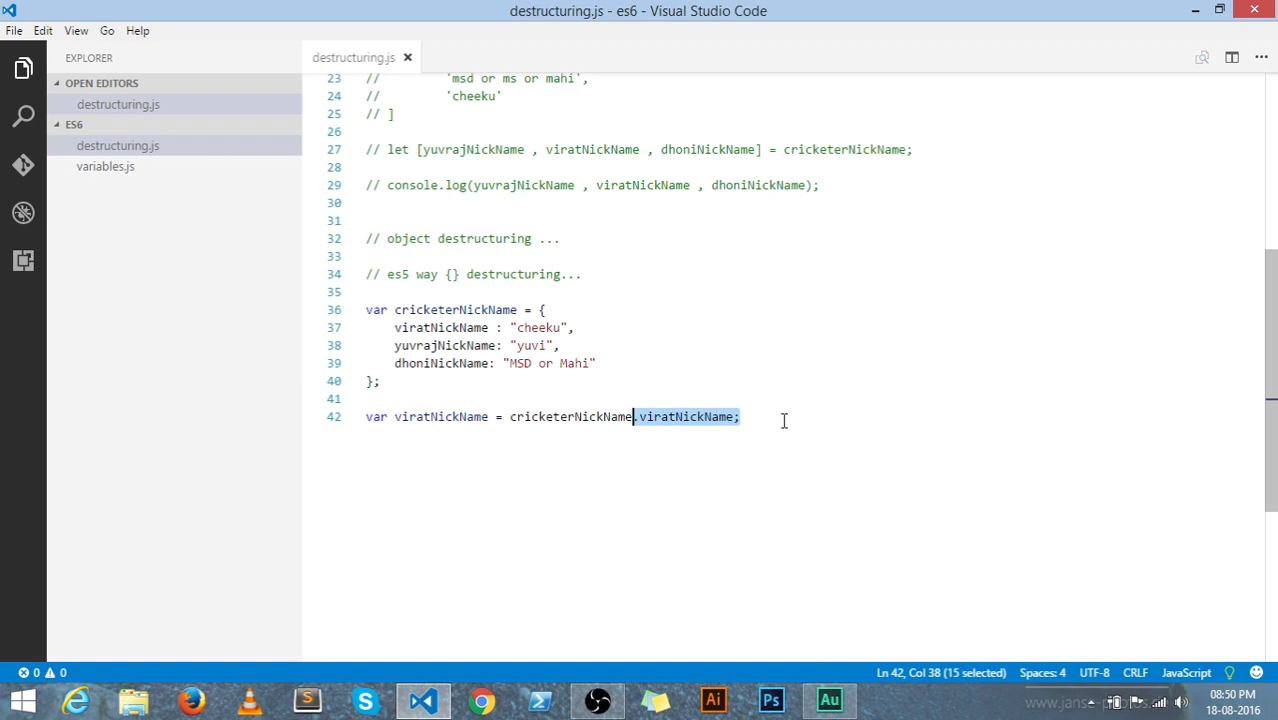 destructuring.js - es6 - Visual Studio Code
File Edit View Go Help
EXPLORER
OPEN EDITORS
destructuring.js
ES6
destructuring.js
variables.js
destructuring.js
23 // 'msd or ms or mahi',
24 // 'cheeku'
25 // ]
26
27 // let [yuvrajNickName , viratNickName , dhoniNickName] = cricketerNickName;
28
29 // console.log(yuvrajNickName , viratNickName , dhoniNickName);
30
31
32 // object destructuring ...
33
34 // es5 way {} destructuring...
35
36 var cricketerNickName = {
37 viratNickName : "cheeku",
38 yuvrajNickName: "yuvi",
39 dhoniNickName: "MSD or Mahi"
40 };
41
42 var viratNickName = cricketerNickName.viratNickName;
0 0 Ln 42, Col 38 (15 selected) Spaces: 4 UTF-8 CRLF JavaScript
S S Ai Ps Au
08:50 PM
18-08-2016